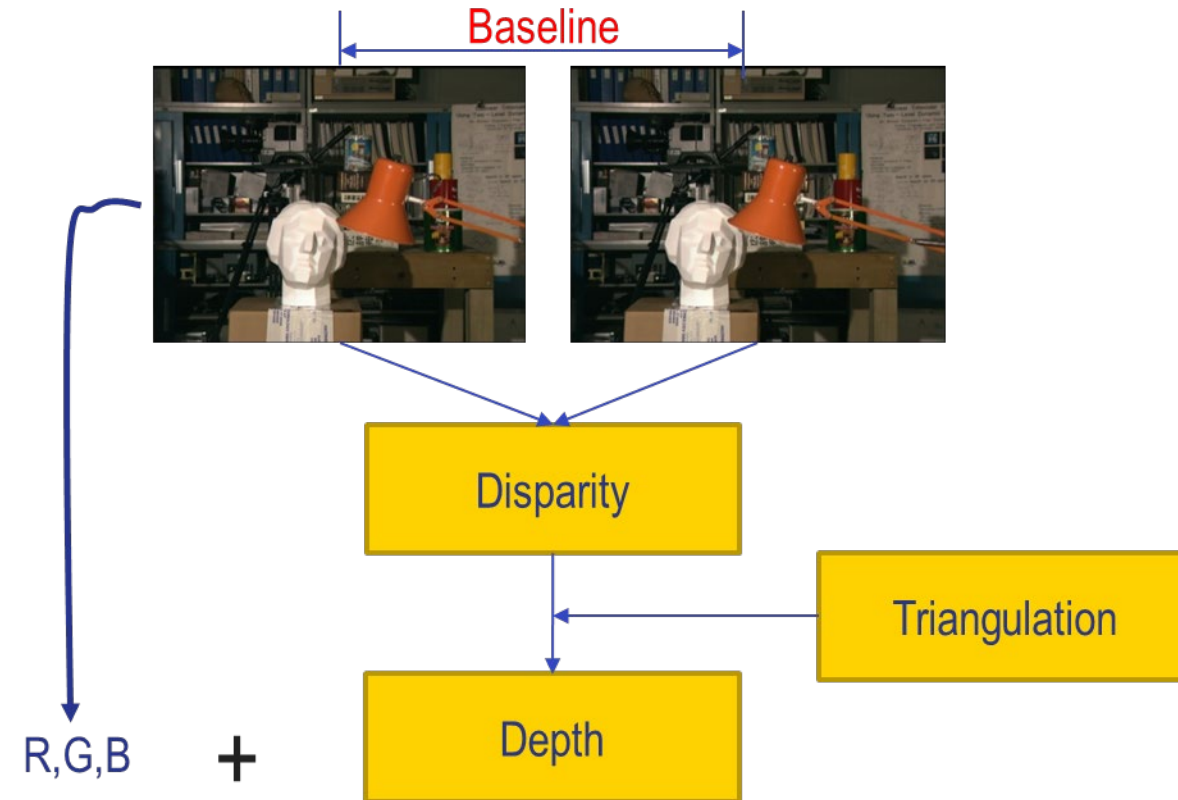 Baseline
Disparity
Triangulation
Depth
R,G,B +